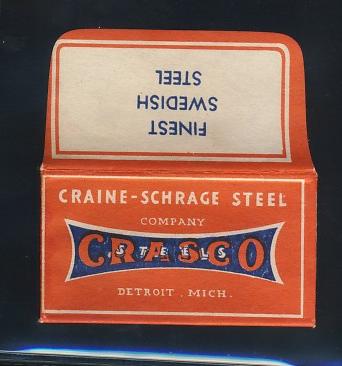 FINEST
SWEDISH
STEEL
CRAINE-SCHRAGE STEEL
COMPANY
CRASCO
STEELS
DETROIT, MICH.